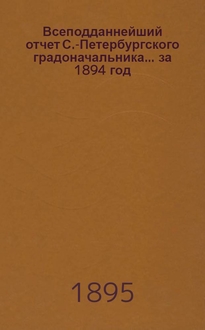 Всеподданнейший
отчет С.-Петербургского
градоначальника... за
1894 год
1895